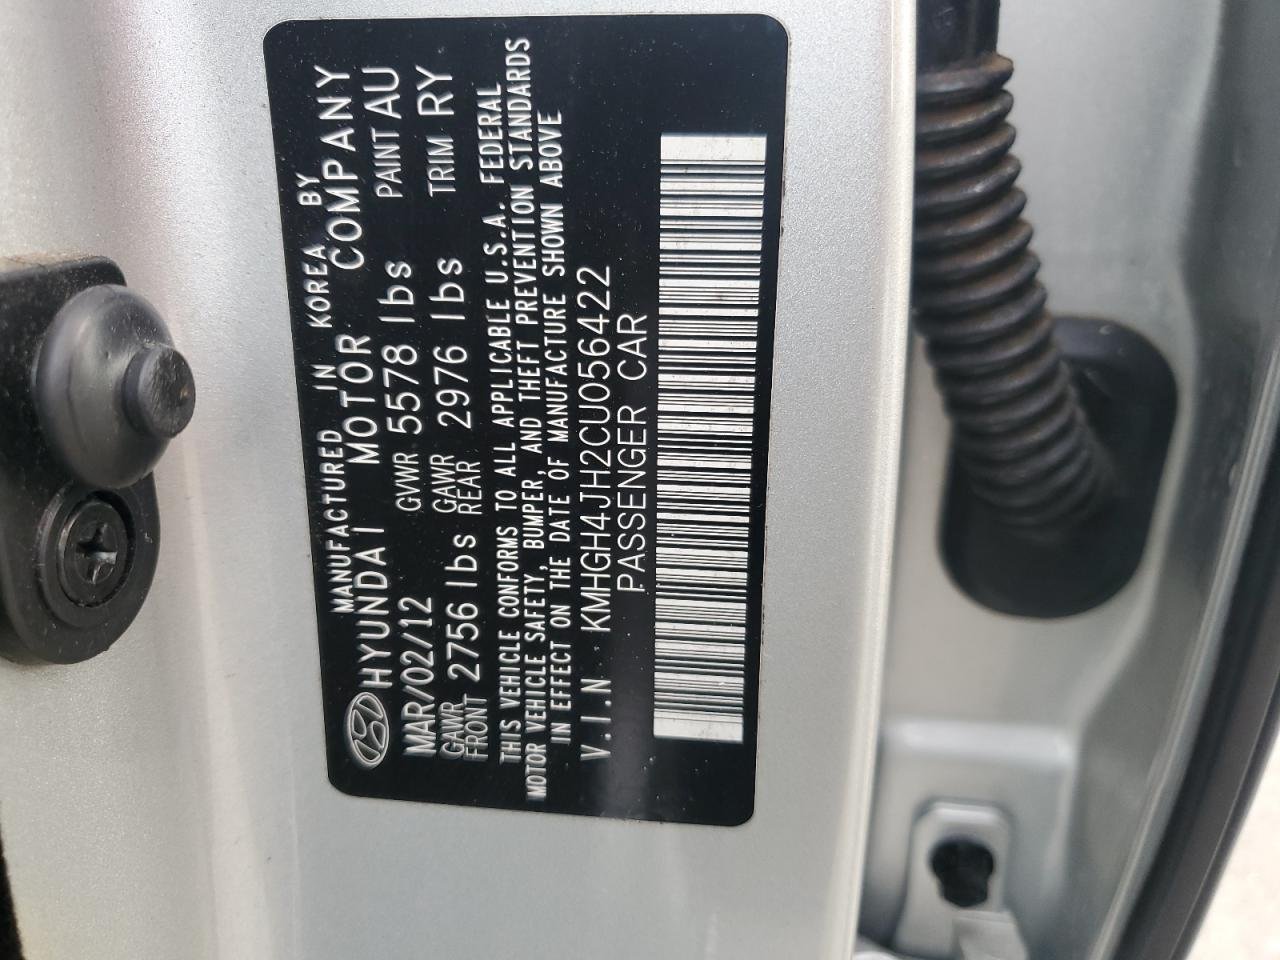 MANUFACTURED IN KOREA BY
HYUNDAI MOTOR COMPANY
MAR/02/12 GVWR 5578 lbs PAINT AU
GAWR FRONT 2756 lbs GAWR REAR 2976 lbs TRIM RY
THIS VEHICLE CONFORMS TO ALL APPLICABLE U.S.A. FEDERAL
MOTOR VEHICLE SAFETY, BUMPER, AND THEFT PREVENTION STANDARDS
IN EFFECT ON THE DATE OF MANUFACTURE SHOWN ABOVE
V.I.N KMHGH4JH2CU056422
PASSENGER CAR